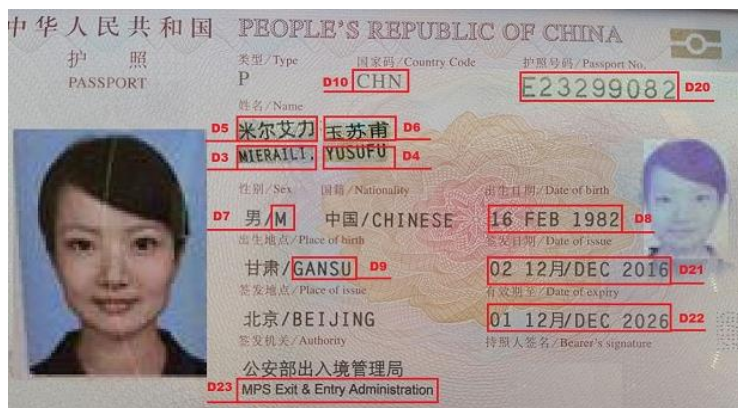 中华人民共和国 PEOPLE'S REPUBLIC OF CHINA
护 照
PASSPORT
类型/Type 国家码/Country Code 护照号码/Passport No.
P D10 CHN E23299082 D20
姓名/Name
D5 米尔艾力 玉苏甫 D6
D3 MIERAILI, YUSUFU D4
性别/Sex 国籍/Nationality 出生日期/Date of birth
D7 男/M 中国/CHINESE 16 FEB 1982 D8
出生地点/Place of birth 签发日期/Date of issue
甘肃/GANSU D9 02 12月/DEC 2016 D21
签发地点/Place of issue 有效期至/Date of expiry
北京/BEIJING 01 12月/DEC 2026 D22
签发机关/Authority 持照人签名/Bearer's signature
公安部出入境管理局
D23 MPS Exit & Entry Administration